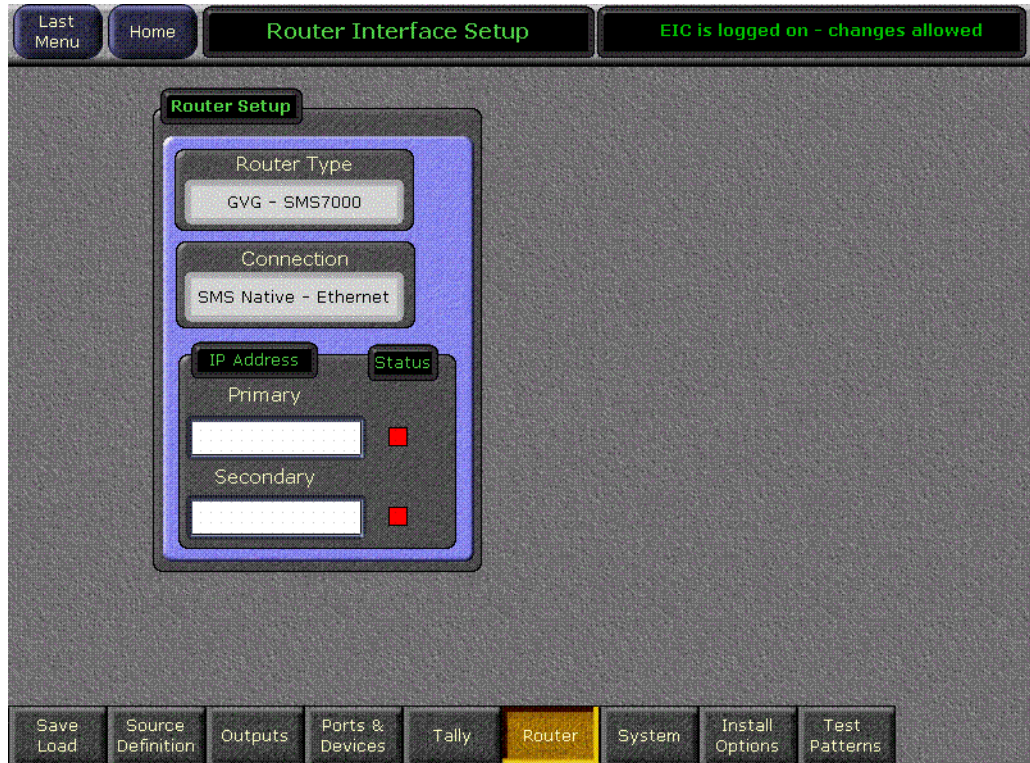 Last
Menu
Home
Router Interface Setup
EIC is logged on - changes allowed
Router Setup
Router Type
GVG - SMS7000
Connection
SMS Native - Ethernet
IP Address
Status
Primary
Secondary
Save
Load
Source
Definition
Outputs
Ports &
Devices
Tally
Router
System
Install
Options
Test
Patterns